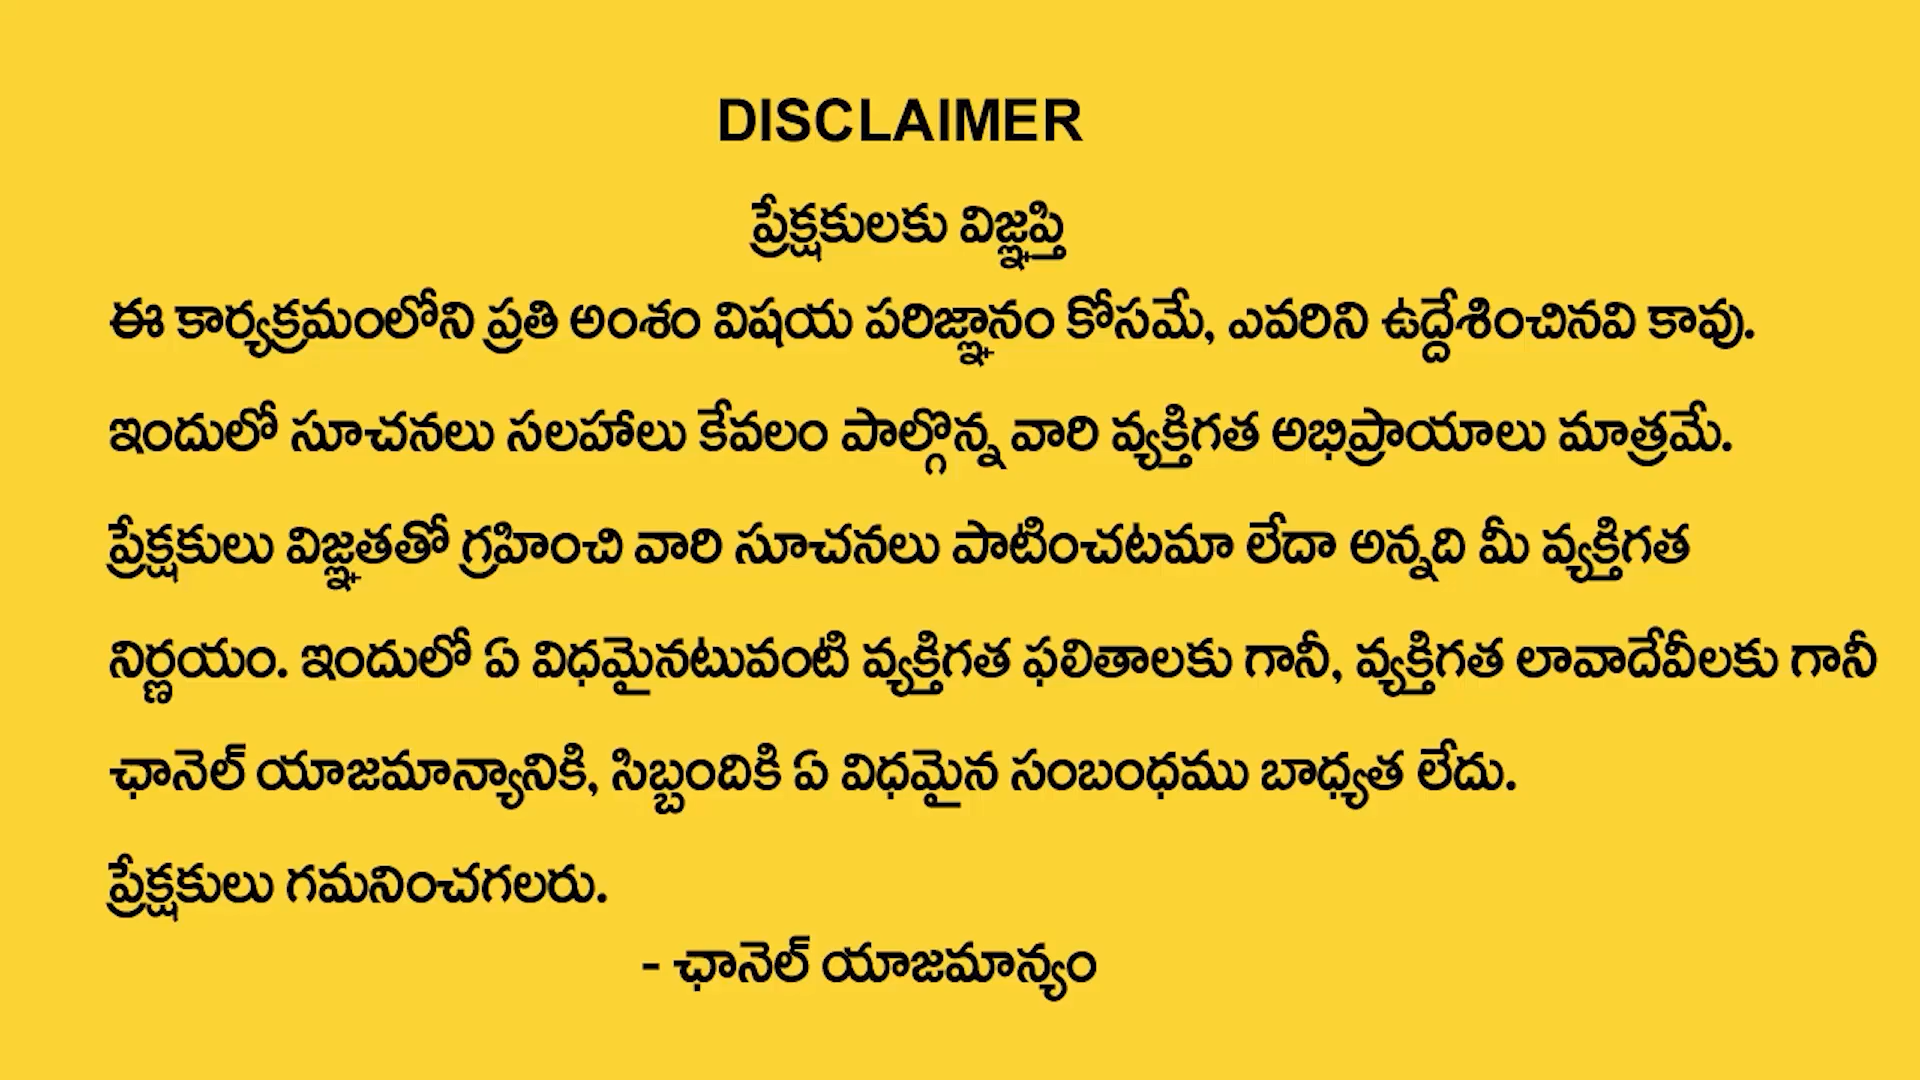 DISCLAIMER
ప్రేక్షకులకు విజ్ఞప్తి
ఈ కార్యక్రమంలోని ప్రతి అంశం విషయ పరిజ్ఞానం కోసమే, ఎవరిని ఉద్దేశించినవి కావు.
ఇందులో సూచనలు సలహాలు కేవలం పాల్గొన్న వారి వ్యక్తిగత అభిప్రాయాలు మాత్రమే.
ప్రేక్షకులు విజ్ఞతతో గ్రహించి వారి సూచనలు పాటించటమా లేదా అన్నది మీ వ్యక్తిగత
నిర్ణయం. ఇందులో ఏ విధమైనటువంటి వ్యక్తిగత ఫలితాలకు గానీ, వ్యక్తిగత లావాదేవీలకు గానీ
ఛానెల్ యాజమాన్యానికి, సిబ్బందికి ఏ విధమైన సంబంధము బాధ్యత లేదు.
ప్రేక్షకులు గమనించగలరు.
- ఛానెల్ యాజమాన్యం